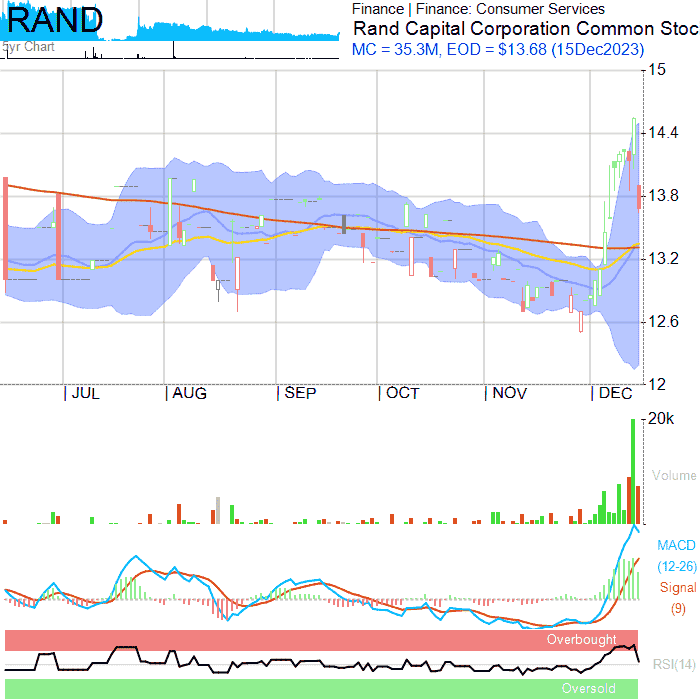 RAND
5yr Chart
Finance | Finance: Consumer Services
Rand Capital Corporation Common Stoc
MC = 35.3M, EOD = $13.68 (15Dec2023)
15
14.4
13.8
13.2
12.6
12
JUL AUG SEP OCT NOV DEC
20k
Volume
MACD
(12-26)
Signal
(9)
Overbought
RSI(14)
Oversold